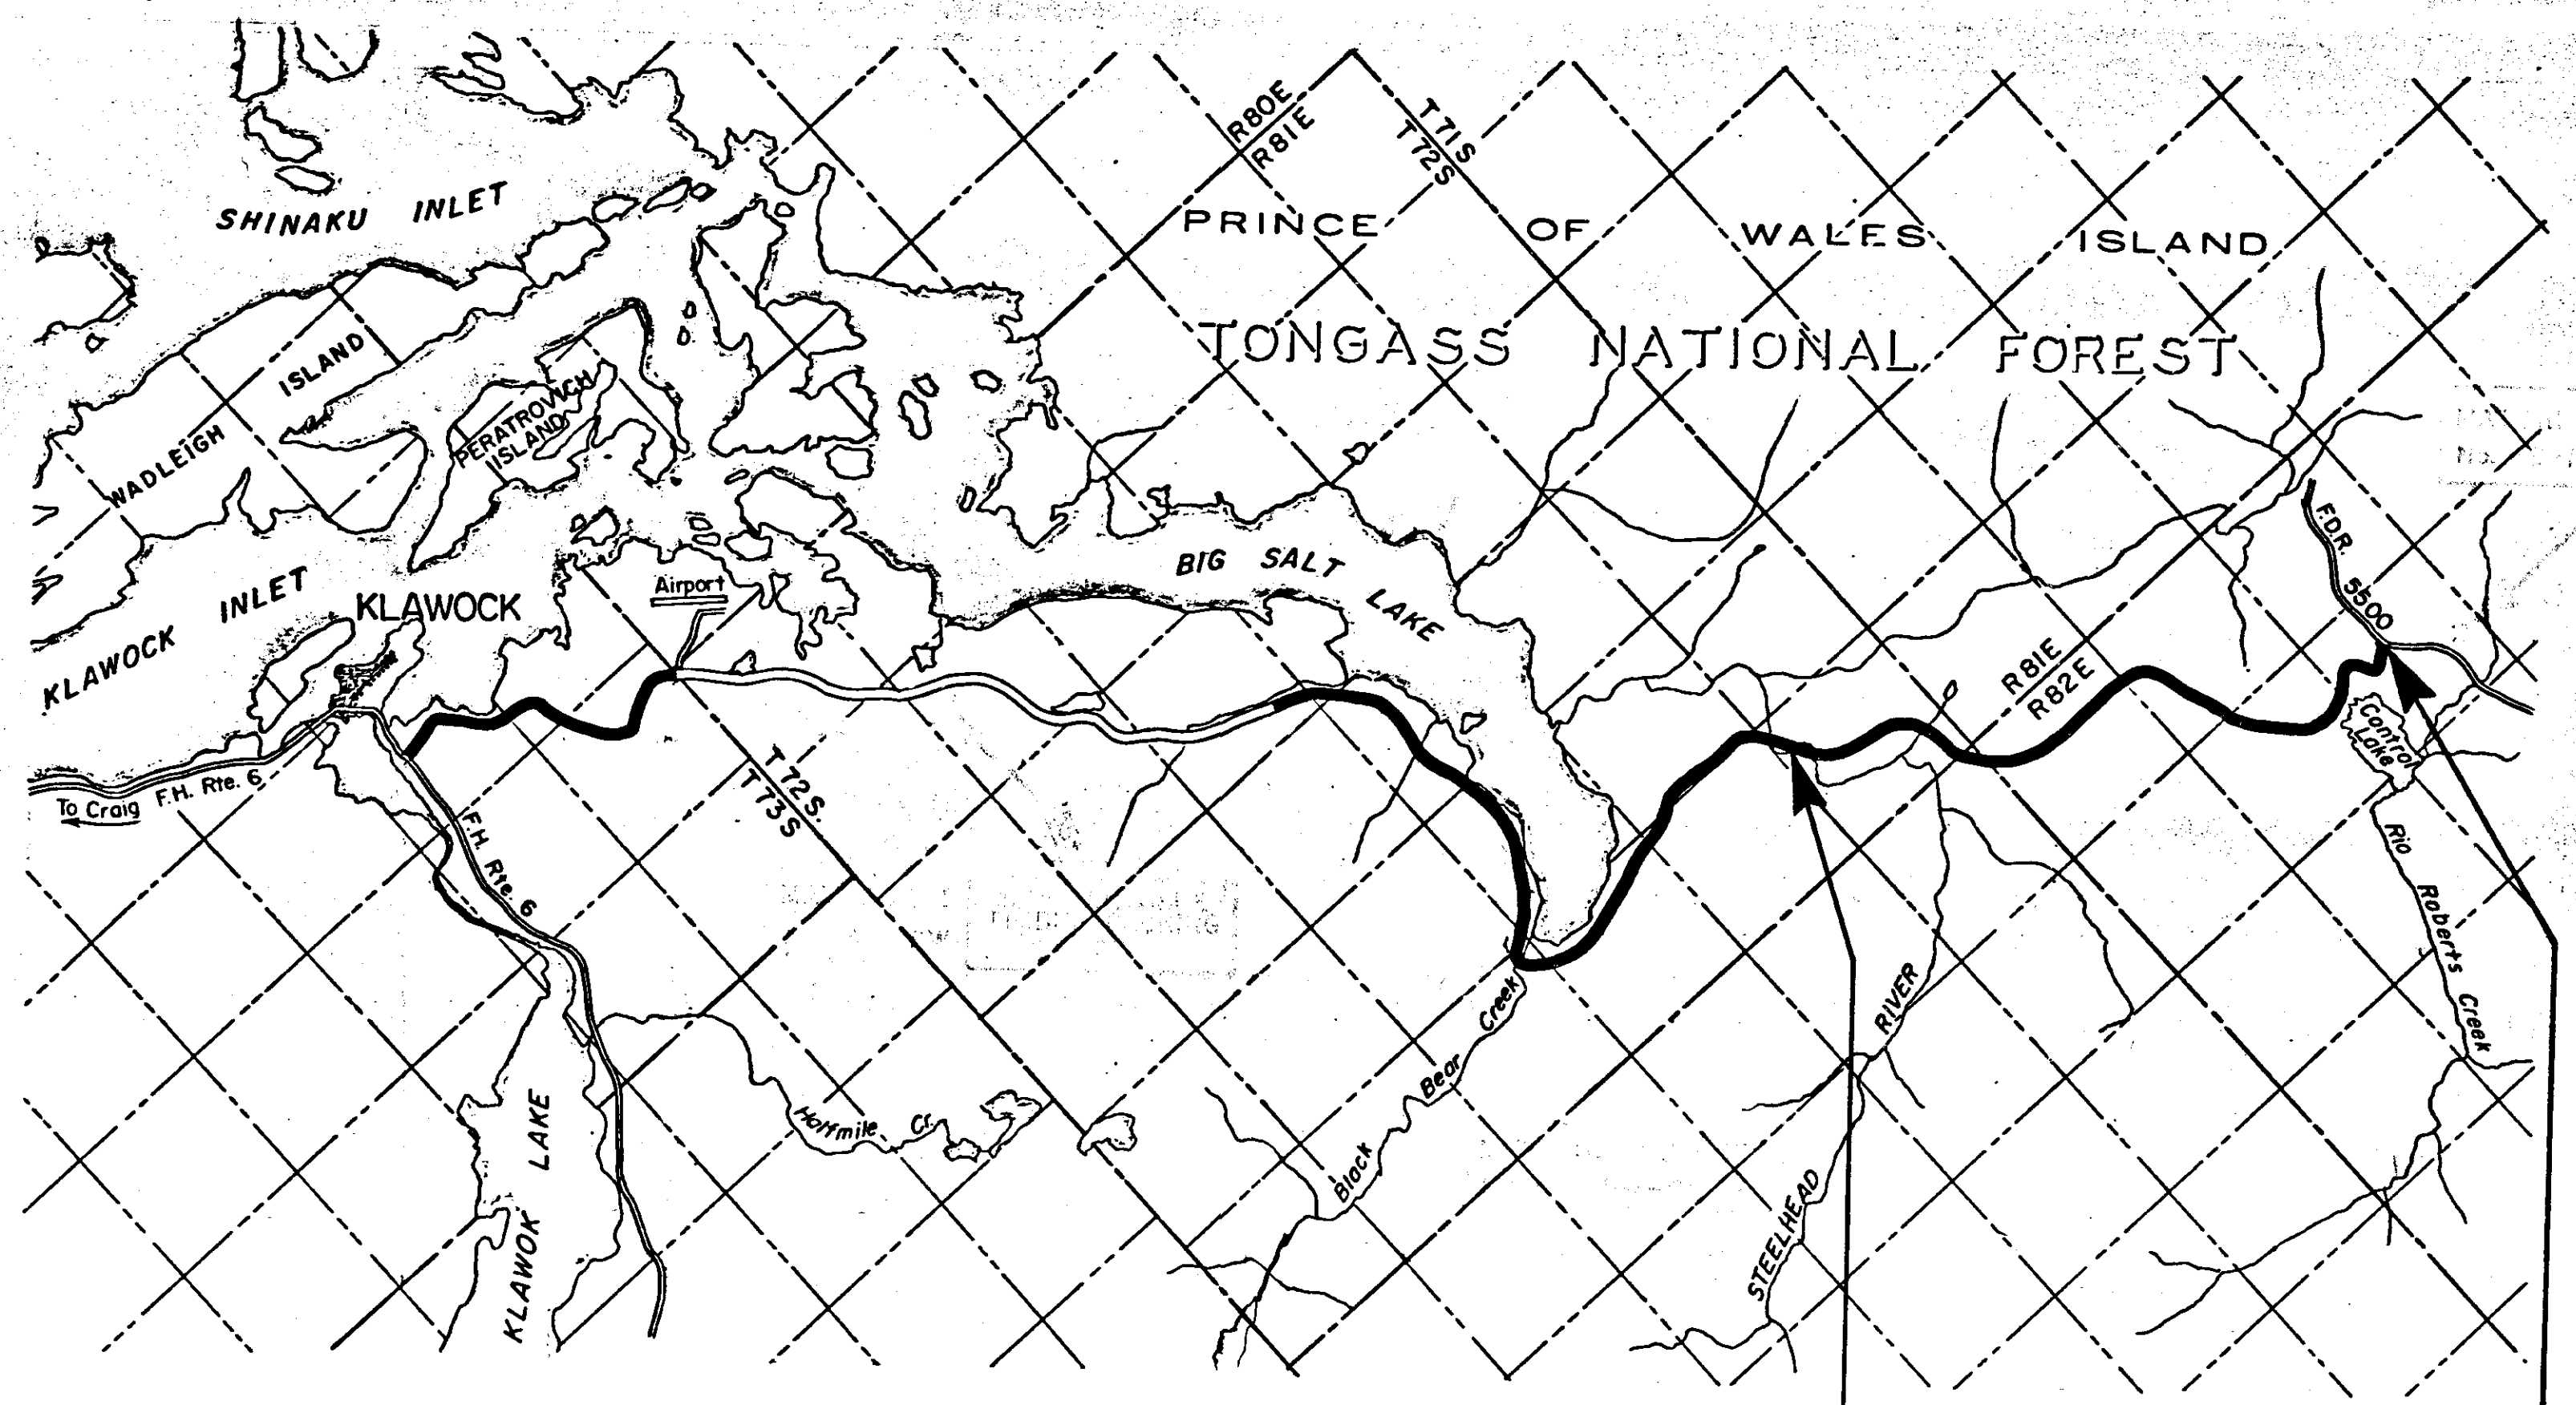 R80E
R81E
T71S
T72S
SHINAKU INLET
PRINCE OF WALES ISLAND
TONGASS NATIONAL FOREST
WADLEIGH ISLAND
PERATROVICH
ISLAND
BIG SALT LAKE
F.D.R. 5500
Airport
KLAWOCK
KLAWOCK INLET
R81E
R82E
Control
Lake
T72S.
T73S
To Craig
F.H. Rte. 6
F.H. Rte. 6
Rio Roberts Creek
Black Bear Creek
STEELHEAD RIVER
Halfmile Cr.
KLAWOK LAKE